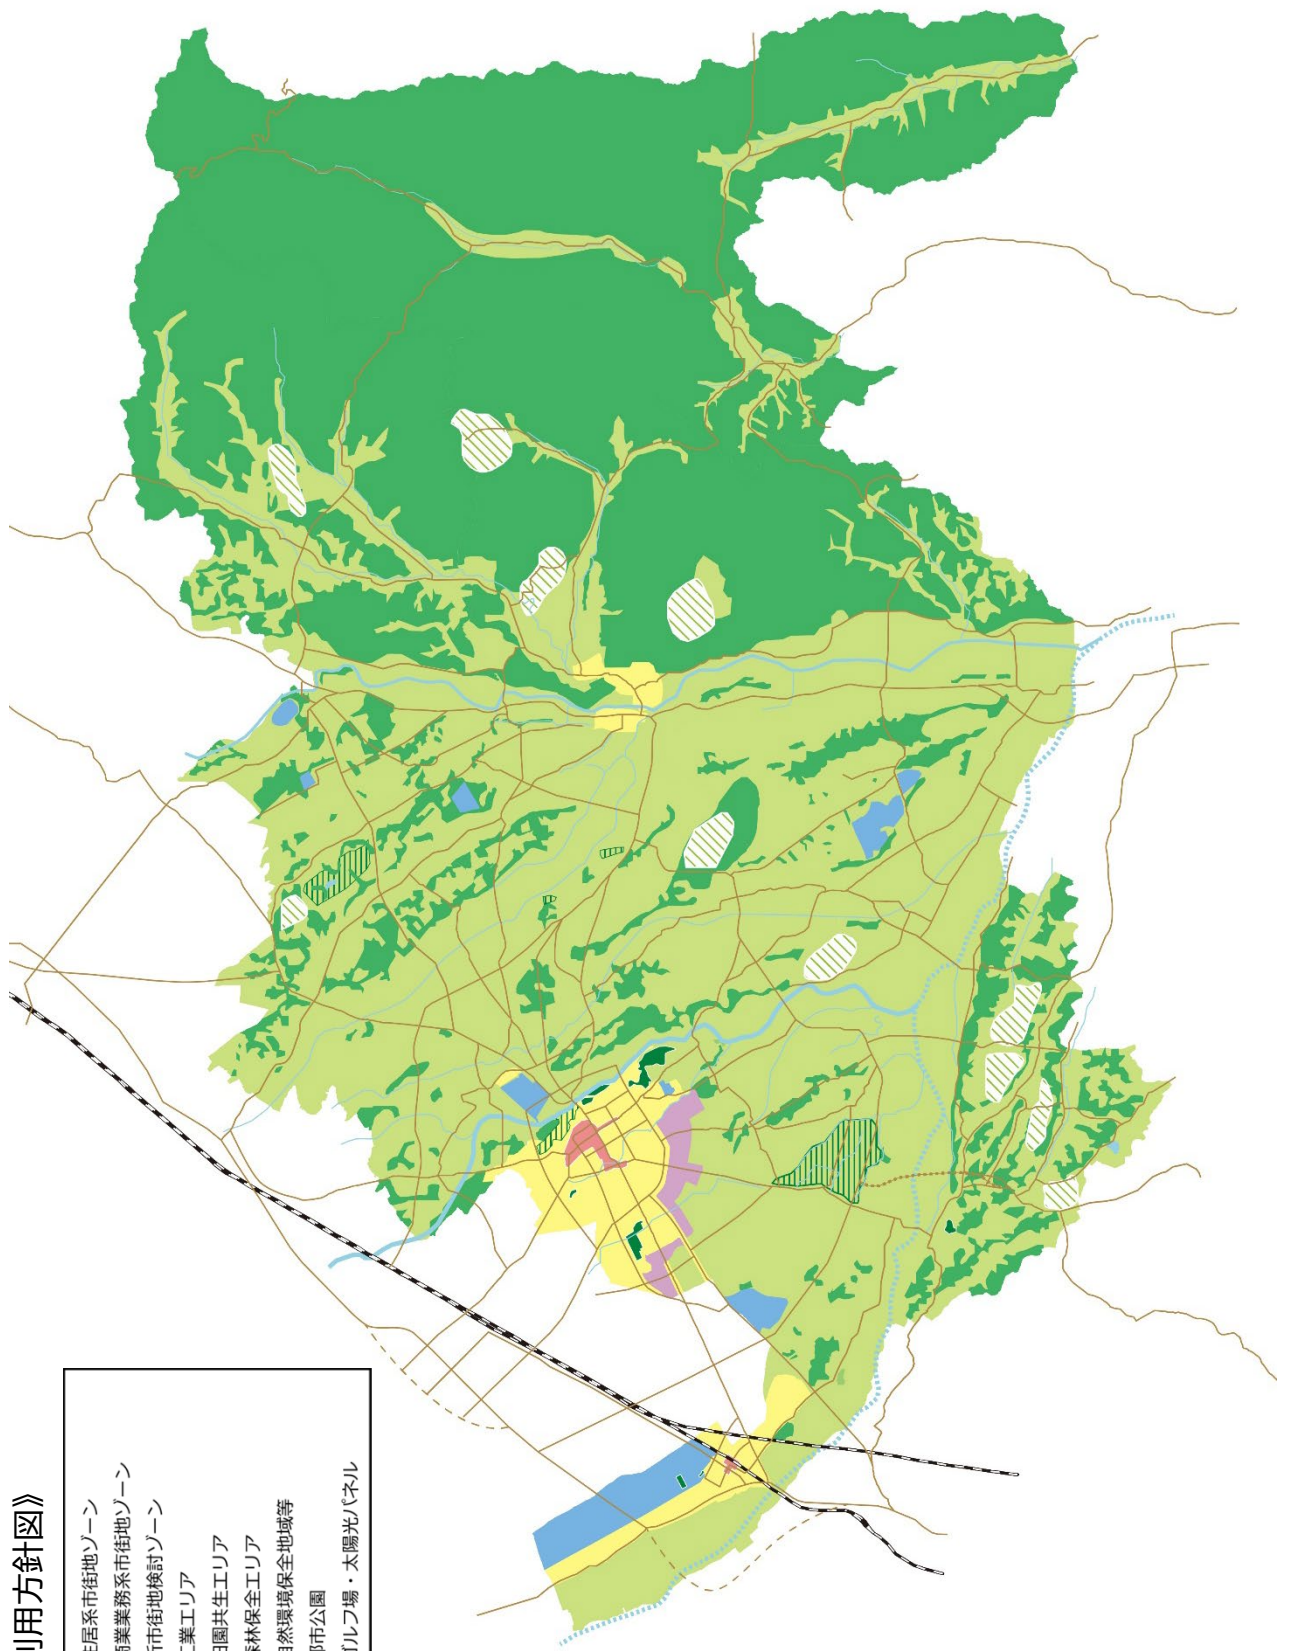 利用方針図》
住居系市街地ゾーン
商業業務系市街地ゾーン
新市街地検討ゾーン
工業エリア
田園共生エリア
森林保全エリア
自然環境保全地域等
都市公園
ゴルフ場・太陽光パネル